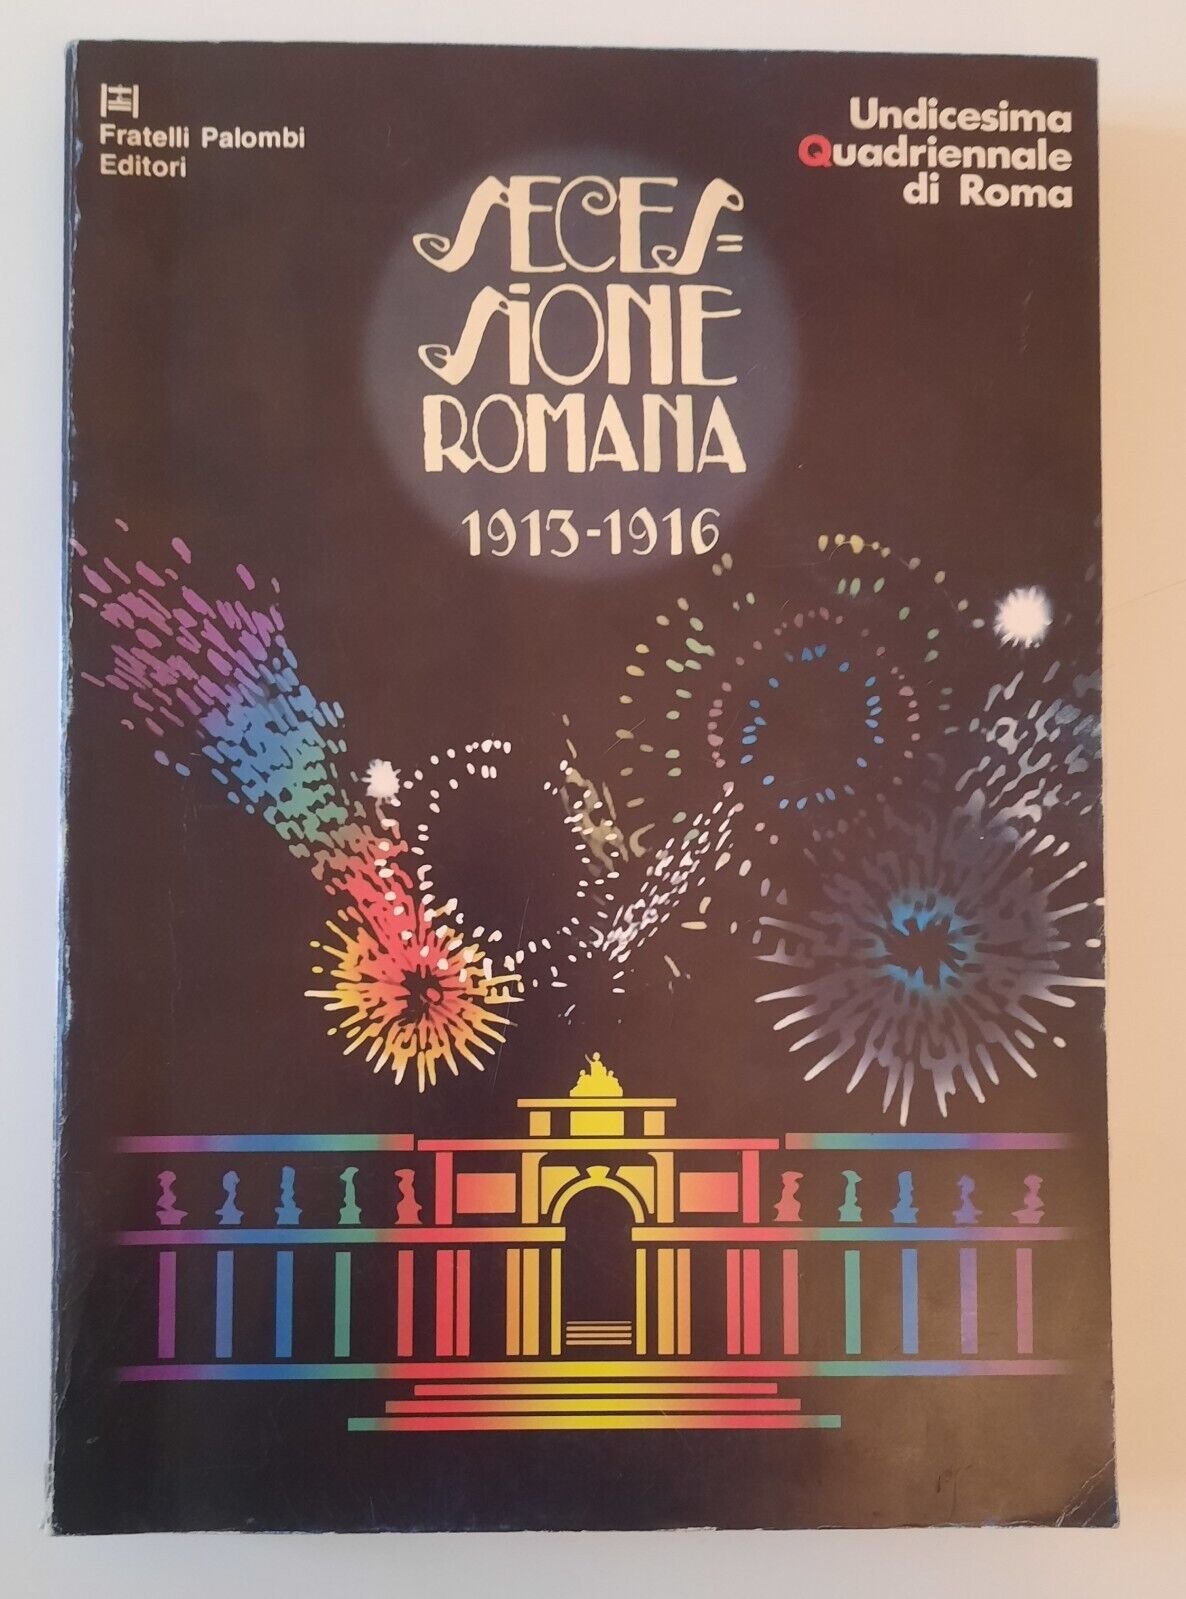 Fratelli Palombi
Editori
Undicesima
Quadriennale
di Roma
SECES=
SiONE
ROMANA
1913-1916